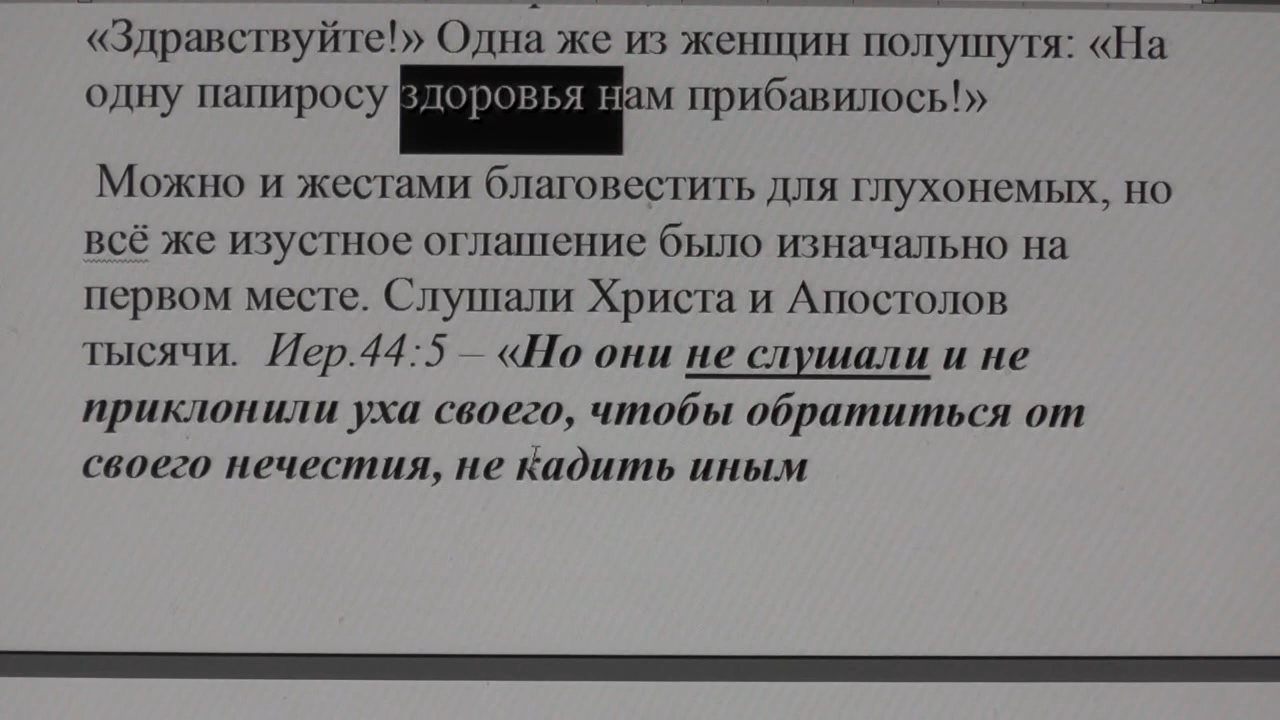 «Здравствуйте!» Одна же из женщин полушутя: «На
одну папиросу здоровья нам прибавилось!»
Можно и жестами благовестить для глухонемых, но
всё же изустное оглашение было изначально на
первом месте. Слушали Христа и Апостолов
тысячи. Иер.44:5 – «Но они не слушали и не
приклонили уха своего, чтобы обратиться от
своего нечестия, не кадить иным